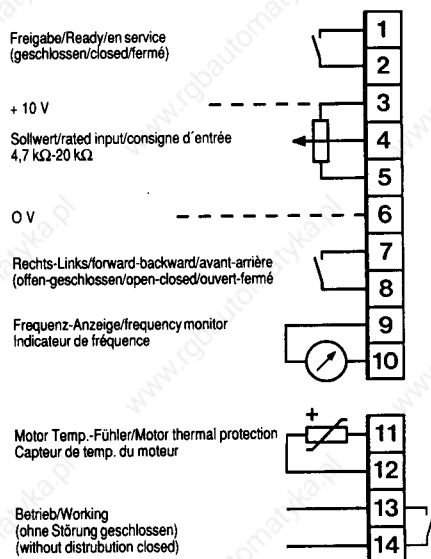 Freigabe/Ready/en service
(geschlossen/closed/fermé)
1
2
+ 10 V
3
Sollwert/rated input/consigne d´entrée
4,7 kΩ-20 kΩ
4
5
O V
6
Rechts-Links/forward-backward/avant-arrière
(offen-geschlossen/open-closed/ouvert-fermé
7
8
Frequenz-Anzeige/frequency monitor
Indicateur de fréquence
9
10
Motor Temp.-Fühler/Motor thermal protection
Capteur de temp. du moteur
+
11
12
Betrieb/Working
(ohne Störung geschlossen)
(without distrubution closed)
13
14
www.rgbautomatyka.pl